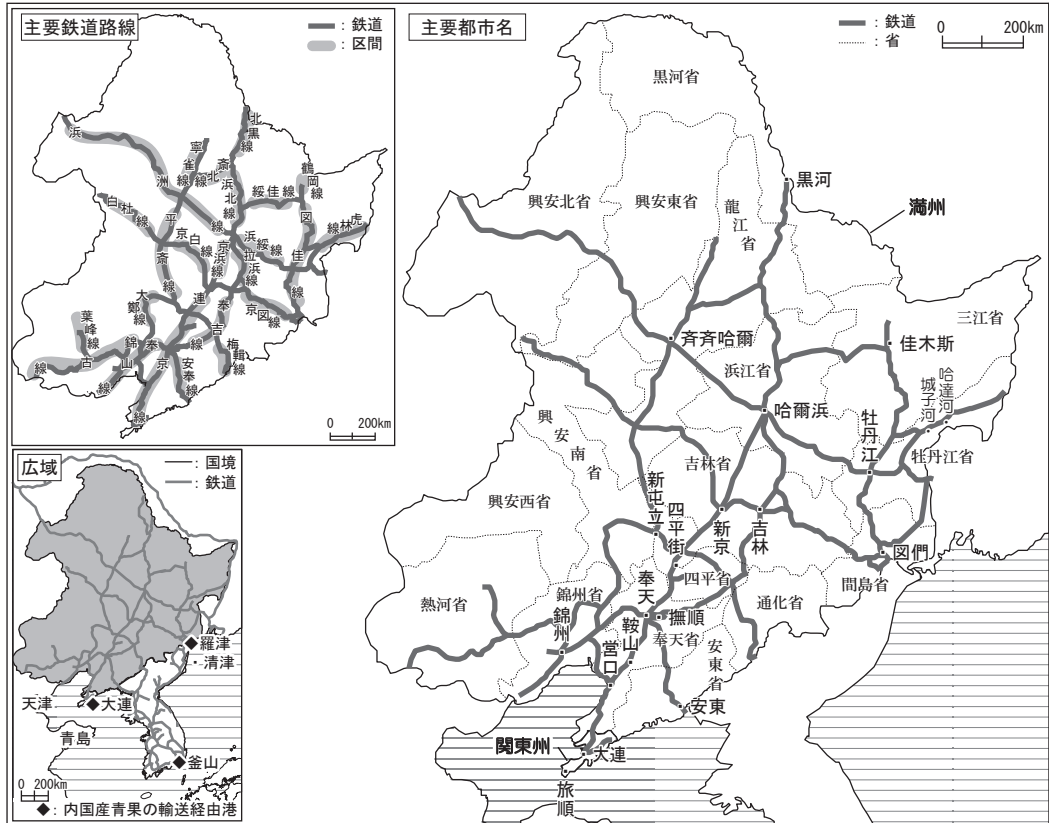 主要鉄道路線
━: 鉄道
: 区間
浜洲線
寧雀線
斉北線
北黒線
浜北線
綏佳線
鶴岡線
図佳線
虎林線
白杜線
平斎線
京白線
京浜線
浜綏線
拉浜線
連京線
奉吉線
京図線
大鄭線
葉峰線
錦古線
奉山線
安奉線
梅輯線
0 200km
広域
国境
: 鉄道
羅津
清津
天津
大連
青島
釜山
0 200km
◆: 内国産青果の輸送経由港
主要都市名
: 鉄道
: 省
0 200km
黒河省
黒河
満州
興安北省
興安東省
龍江省
三江省
斉斉哈爾
佳木斯
浜江省
哈達河
城子河
哈爾浜
牡丹江
牡丹江省
興安南省
吉林省
興安西省
新屯立
四平街
新京
吉林
図們
四平省
間島省
奉天
錦州省
通化省
熱河省
撫順
錦州
鞍山
奉天省
営口
安東省
安東
関東州
大連
旅順